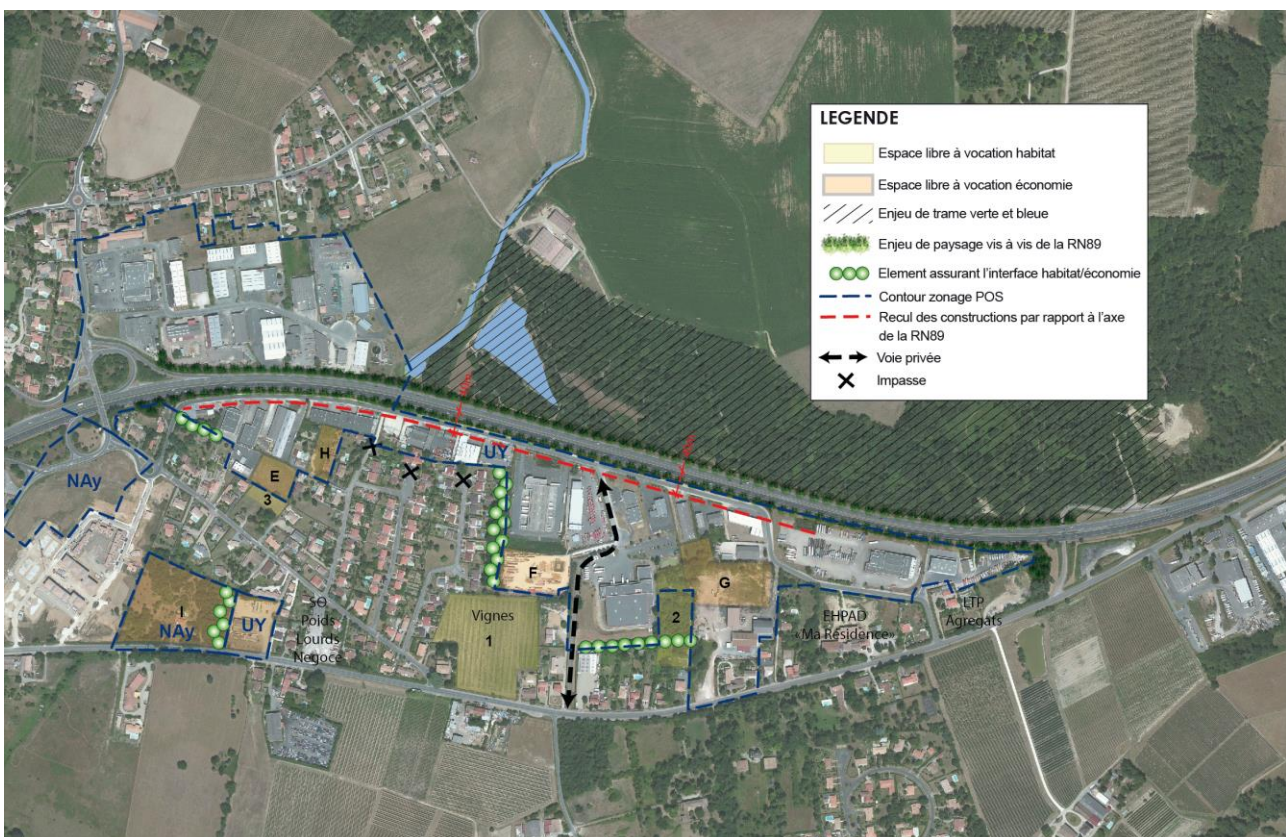 LEGENDE
Espace libre à vocation habitat
Espace libre à vocation économie
Enjeu de trame verte et bleue
Enjeu de paysage vis à vis de la RN89
Element assurant l'interface habitat/économie
Contour zonage POS
Recul des constructions par rapport à l'axe
de la RN89
Voie privée
Impasse
NAy
E
3
H
UY
F
G
Vignes
1
2
I
NAy
UY
SO
Poids
Lourds
Negoce
EHPAD
«Ma Résidence»
LTP
Agregats